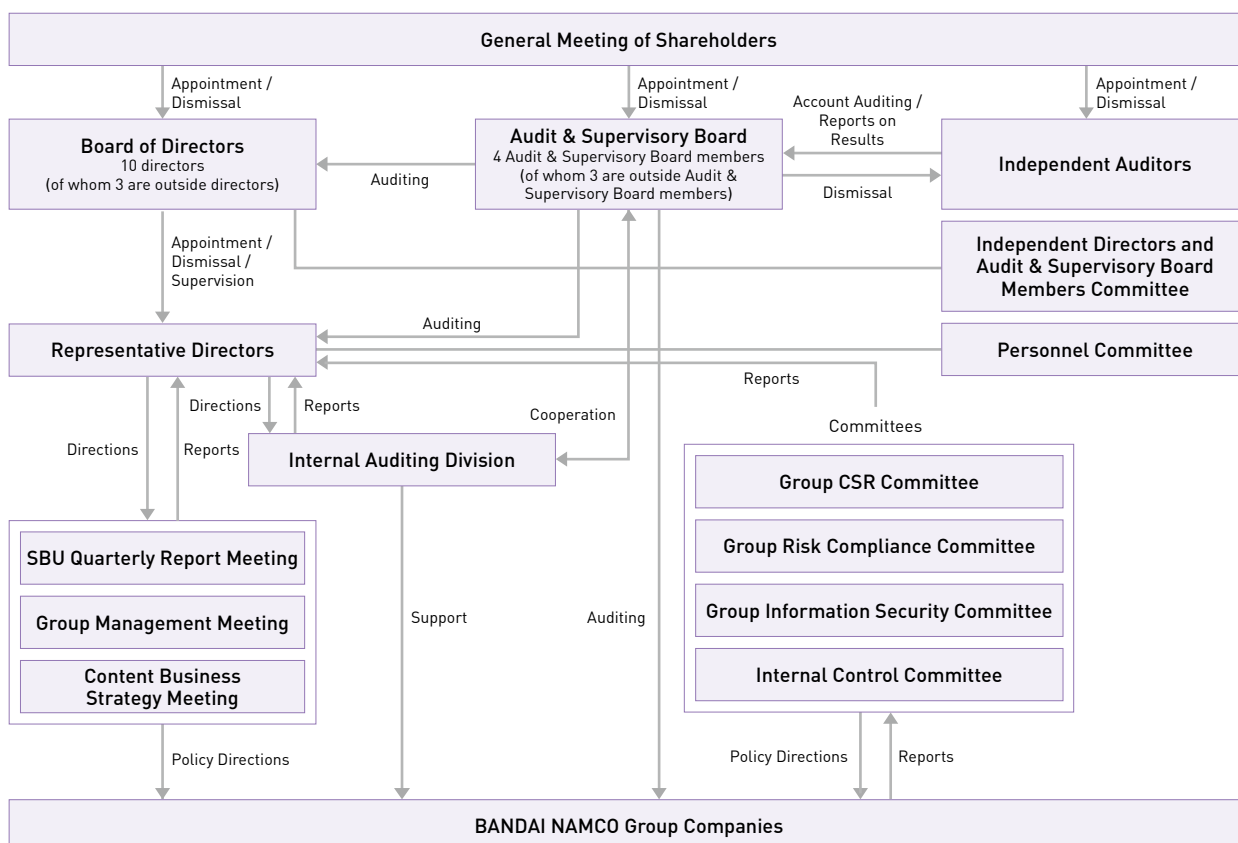 General Meeting of Shareholders
Appointment /
Dismissal
Appointment /
Dismissal
Appointment /
Dismissal
Account Auditing /
Reports on
Results
Board of Directors
10 directors
(of whom 3 are outside directors)
Auditing
Audit & Supervisory Board
4 Audit & Supervisory Board members
(of whom 3 are outside Audit &
Supervisory Board members)
Dismissal
Independent Auditors
Appointment /
Dismissal /
Supervision
Independent Directors and
Audit & Supervisory Board
Members Committee
Auditing
Representative Directors
Personnel Committee
Reports
Directions
Reports
Directions
Reports
Cooperation
Committees
Internal Auditing Division
Group CSR Committee
Group Risk Compliance Committee
Group Information Security Committee
Internal Control Committee
SBU Quarterly Report Meeting
Group Management Meeting
Content Business
Strategy Meeting
Support
Auditing
Policy Directions
Policy Directions
Reports
BANDAI NAMCO Group Companies